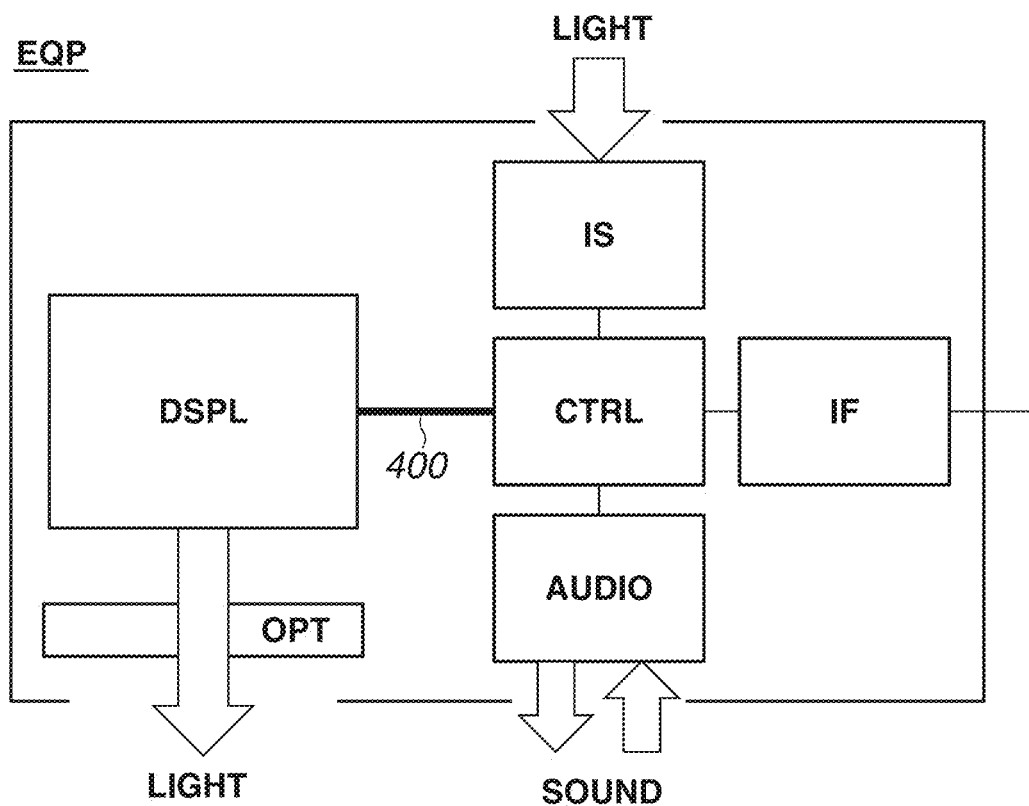 LIGHT
EQP
IS
DSPL
CTRL
IF
400
AUDIO
OPT
LIGHT
SOUND